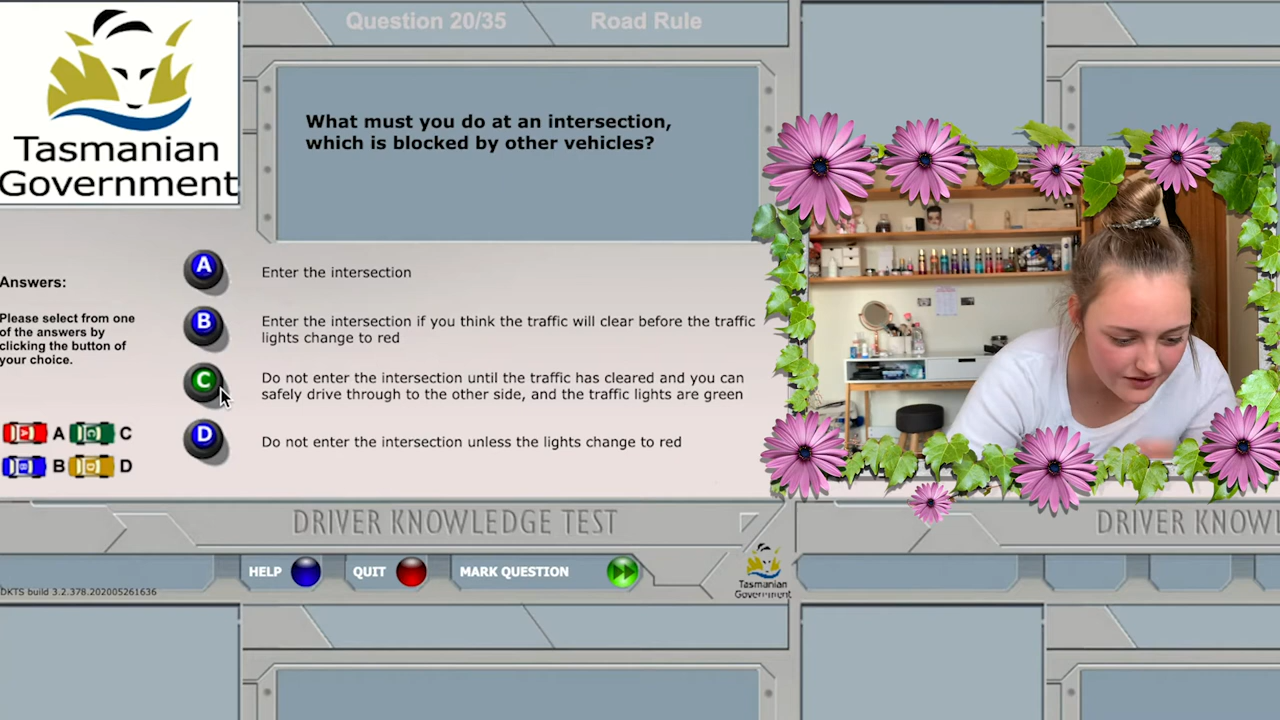 Question 20/35
Road Rule
Tasmanian
Government
What must you do at an intersection,
which is blocked by other vehicles?
Answers:
Please select from one
of the answers by
clicking the button of
your choice.
A
Enter the intersection
B
Enter the intersection if you think the traffic will clear before the traffic
lights change to red
C
Do not enter the intersection until the traffic has cleared and you can
safely drive through to the other side, and the traffic lights are green
D
Do not enter the intersection unless the lights change to red
A C
B D
DRIVER KNOWLEDGE TEST
DRIVER KNOW
HELP
QUIT
MARK QUESTION
Tasmanian
Government
DKTS build 3.2.378.202005261636